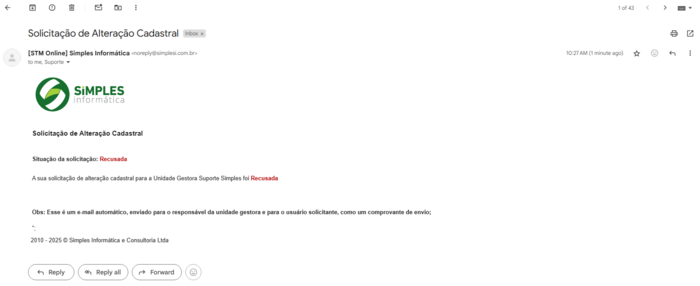 1 of 43
Solicitação de Alteração Cadastral Inbox x
[STM Online] Simples Informática <noreply@simplesi.com.br> 10:27 AM (1 minute ago)
to me, Suporte
SiMPLES
informática
Solicitação de Alteração Cadastral
Situação da solicitação: Recusada
A sua solicitação de alteração cadastral para a Unidade Gestora Suporte Simples foi Recusada
Obs: Esse é um e-mail automático, enviado para o responsável da unidade gestora e para o usuário solicitante, como um comprovante de envio;
";
2010 - 2025 © Simples Informática e Consultoria Ltda
Reply Reply all Forward